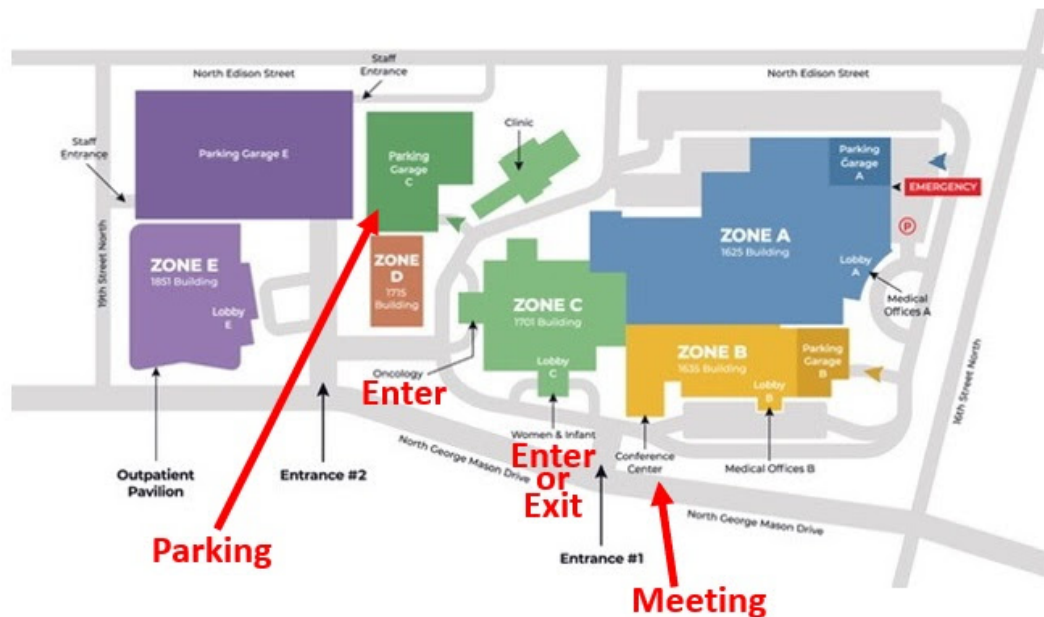 North Edison Street
Staff
Entrance
North Edison Street
Staff
Entrance
Parking Garage E
Parking
Garage
C
Clinic
Parking
Garage
A
EMERGENCY
P
ZONE A
1625 Building
Lobby
A
Medical
Offices A
19th Street North
ZONE E
1851 Building
Lobby
E
ZONE
D
1715
Building
ZONE C
1701 Building
Lobby
C
Oncology
Enter
ZONE B
1635 Building
Parking
Garage
B
Lobby
B
16th Street North
Women & Infant
Enter
or
Exit
Conference
Center
Medical Offices B
North George Mason Drive
North George Mason Drive
Outpatient
Pavilion
Entrance #2
Entrance #1
Parking
Meeting